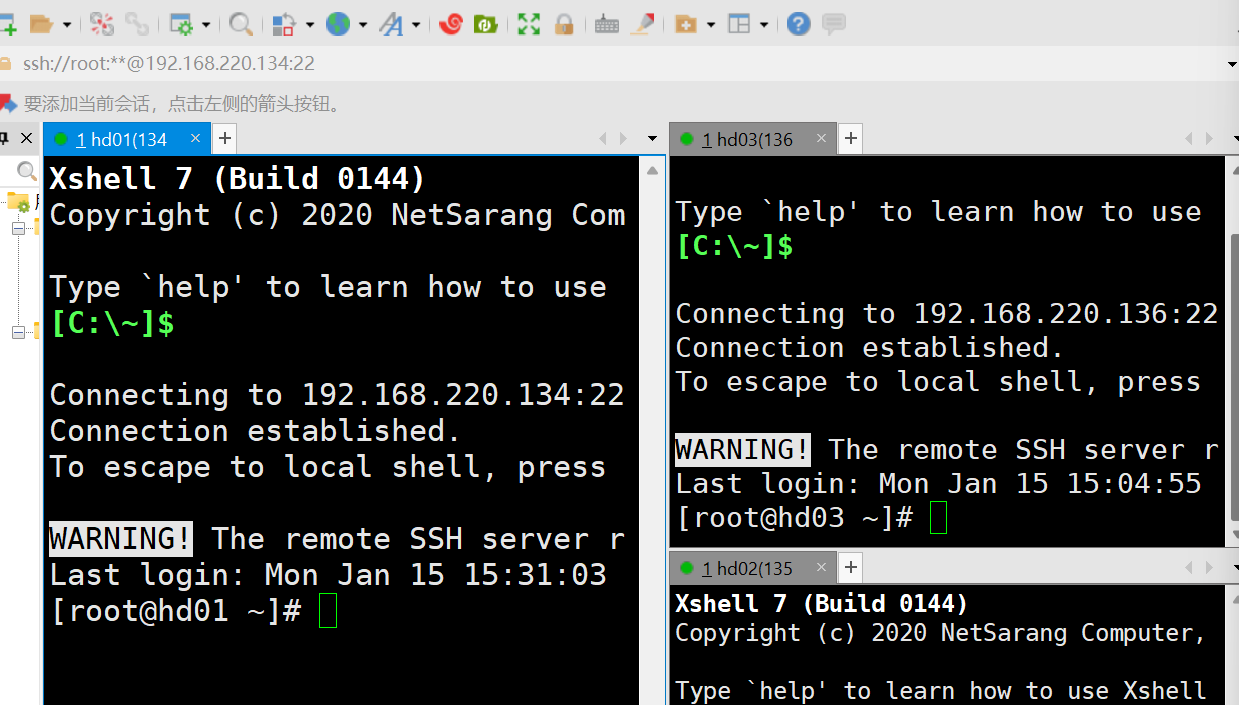 ssh://root:**@192.168.220.134:22
要添加当前会话，点击左侧的箭头按钮。
1 hd01(134
Xshell 7 (Build 0144)
Copyright (c) 2020 NetSarang Com
Type `help' to learn how to use
[C:\~]$
Connecting to 192.168.220.134:22
Connection established.
To escape to local shell, press
WARNING! The remote SSH server r
Last login: Mon Jan 15 15:31:03
[root@hd01 ~]#
1 hd03(136
Type `help' to learn how to use
[C:\~]$
Connecting to 192.168.220.136:22
Connection established.
To escape to local shell, press
WARNING! The remote SSH server r
Last login: Mon Jan 15 15:04:55
[root@hd03 ~]#
1 hd02(135
Xshell 7 (Build 0144)
Copyright (c) 2020 NetSarang Computer,
Type `help' to learn how to use Xshell